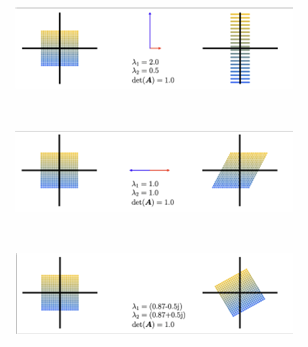 λ₁ = 2.0
λ₂ = 0.5
det(A) = 1.0
λ₁ = 1.0
λ₂ = 1.0
det(A) = 1.0
λ₁ = (0.87-0.5j)
λ₂ = (0.87+0.5j)
det(A) = 1.0